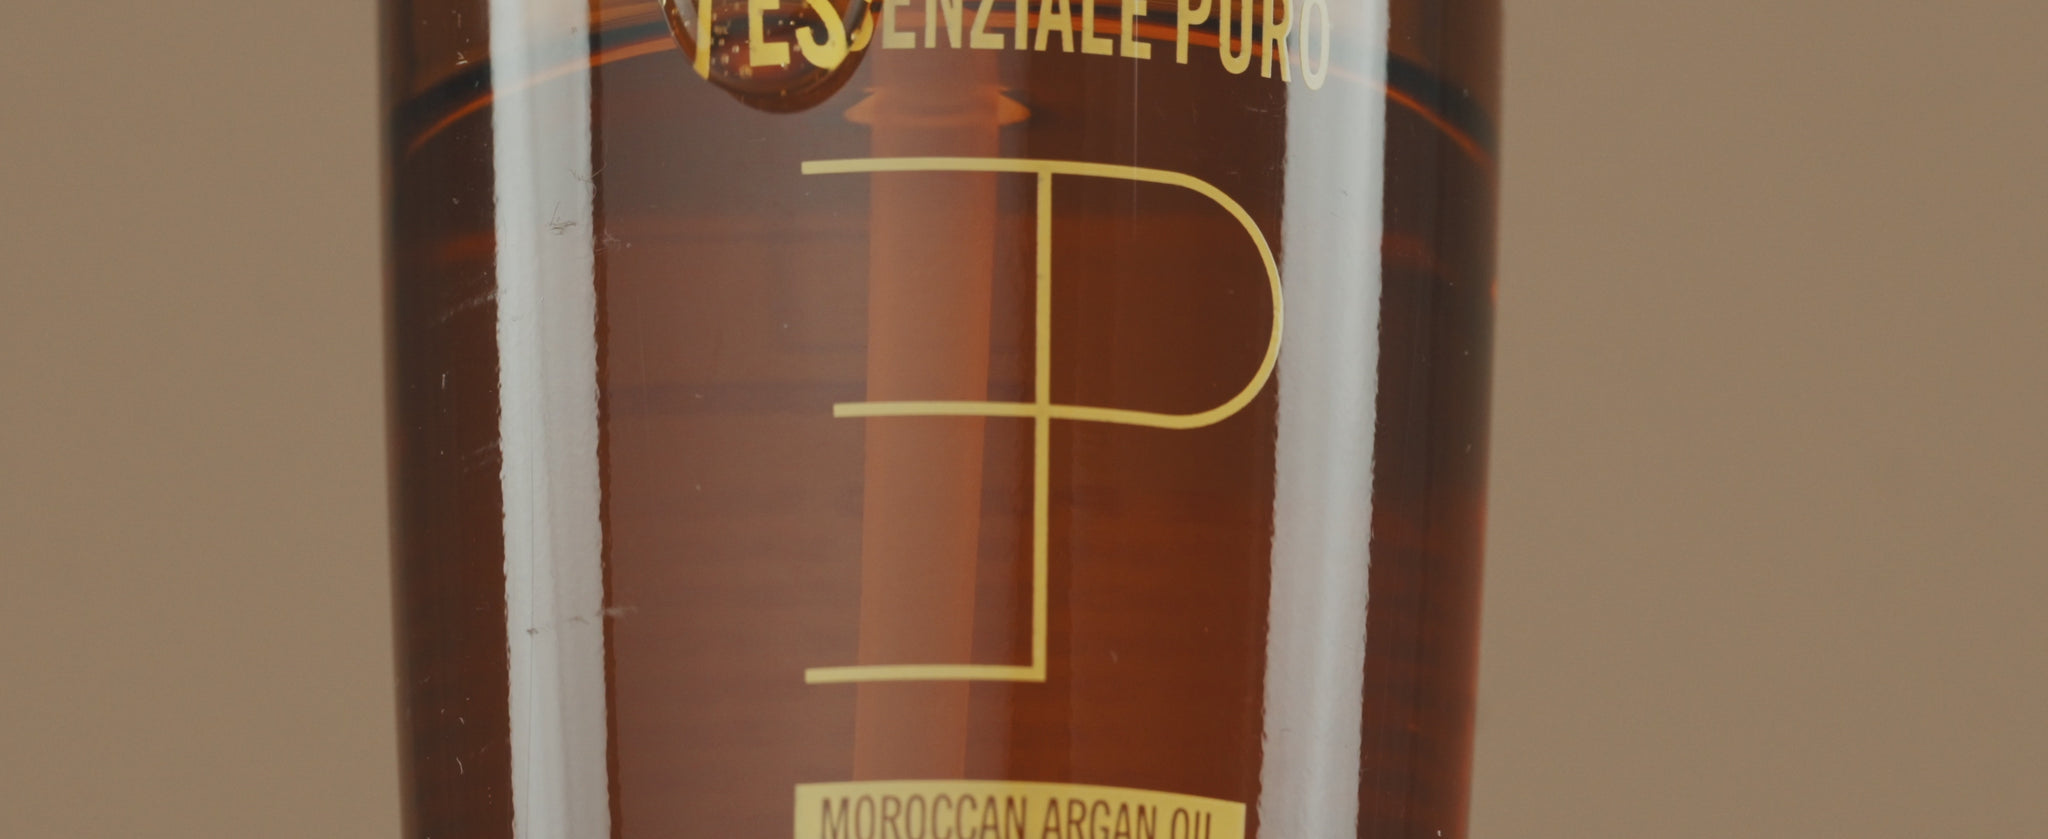 ESSENZIALE PURO
EP
MOROCCAN ARGAN OIL